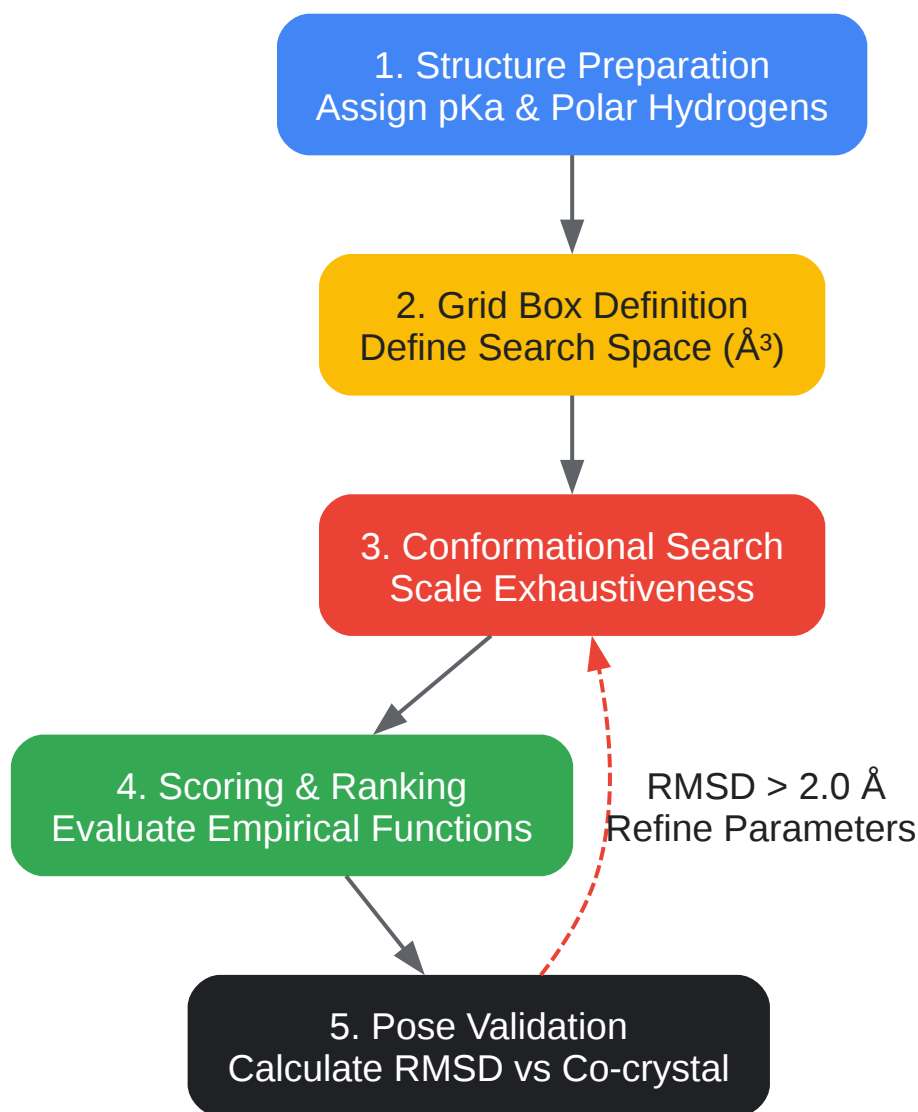 1. Structure Preparation
Assign pKa & Polar Hydrogens
2. Grid Box Definition
Define Search Space (Å³)
3. Conformational Search
Scale Exhaustiveness
4. Scoring & Ranking
Evaluate Empirical Functions
RMSD > 2.0 Å
Refine Parameters
5. Pose Validation
Calculate RMSD vs Co-crystal